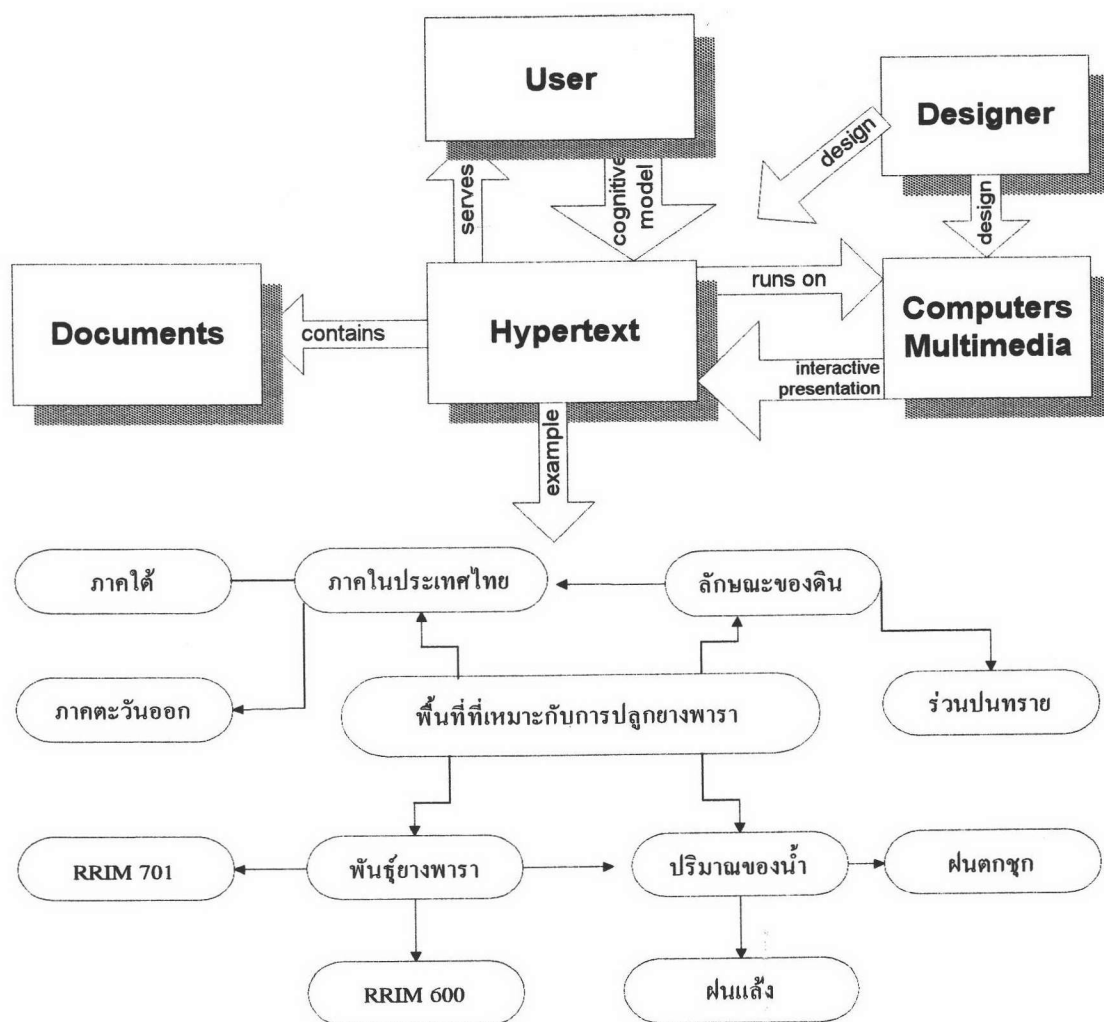 User
Designer
design
serves
cognitive
model
design
Documents
contains
Hypertext
runs on
Computers
Multimedia
interactive
presentation
example
ภาคใต้
ภาคในประเทศไทย
ลักษณะของดิน
ภาคตะวันออก
พื้นที่ที่เหมาะกับการปลูกยางพารา
ร่วนปนทราย
RRIM 701
พันธุ์ยางพารา
ปริมาณของน้ำ
ฝนตกชุก
RRIM 600
ฝนแล้ง